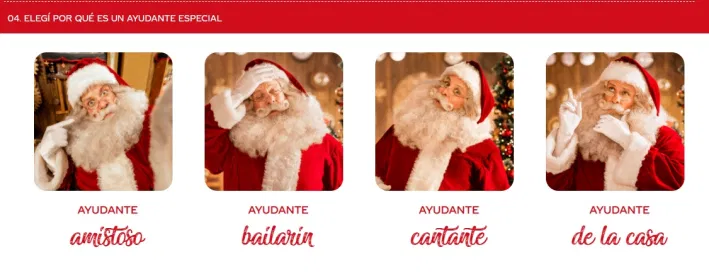 04. ELEGÍ POR QUÉ ES UN AYUDANTE ESPECIAL
AYUDANTE
amistoso
AYUDANTE
bailarín
AYUDANTE
cantante
AYUDANTE
de la casa